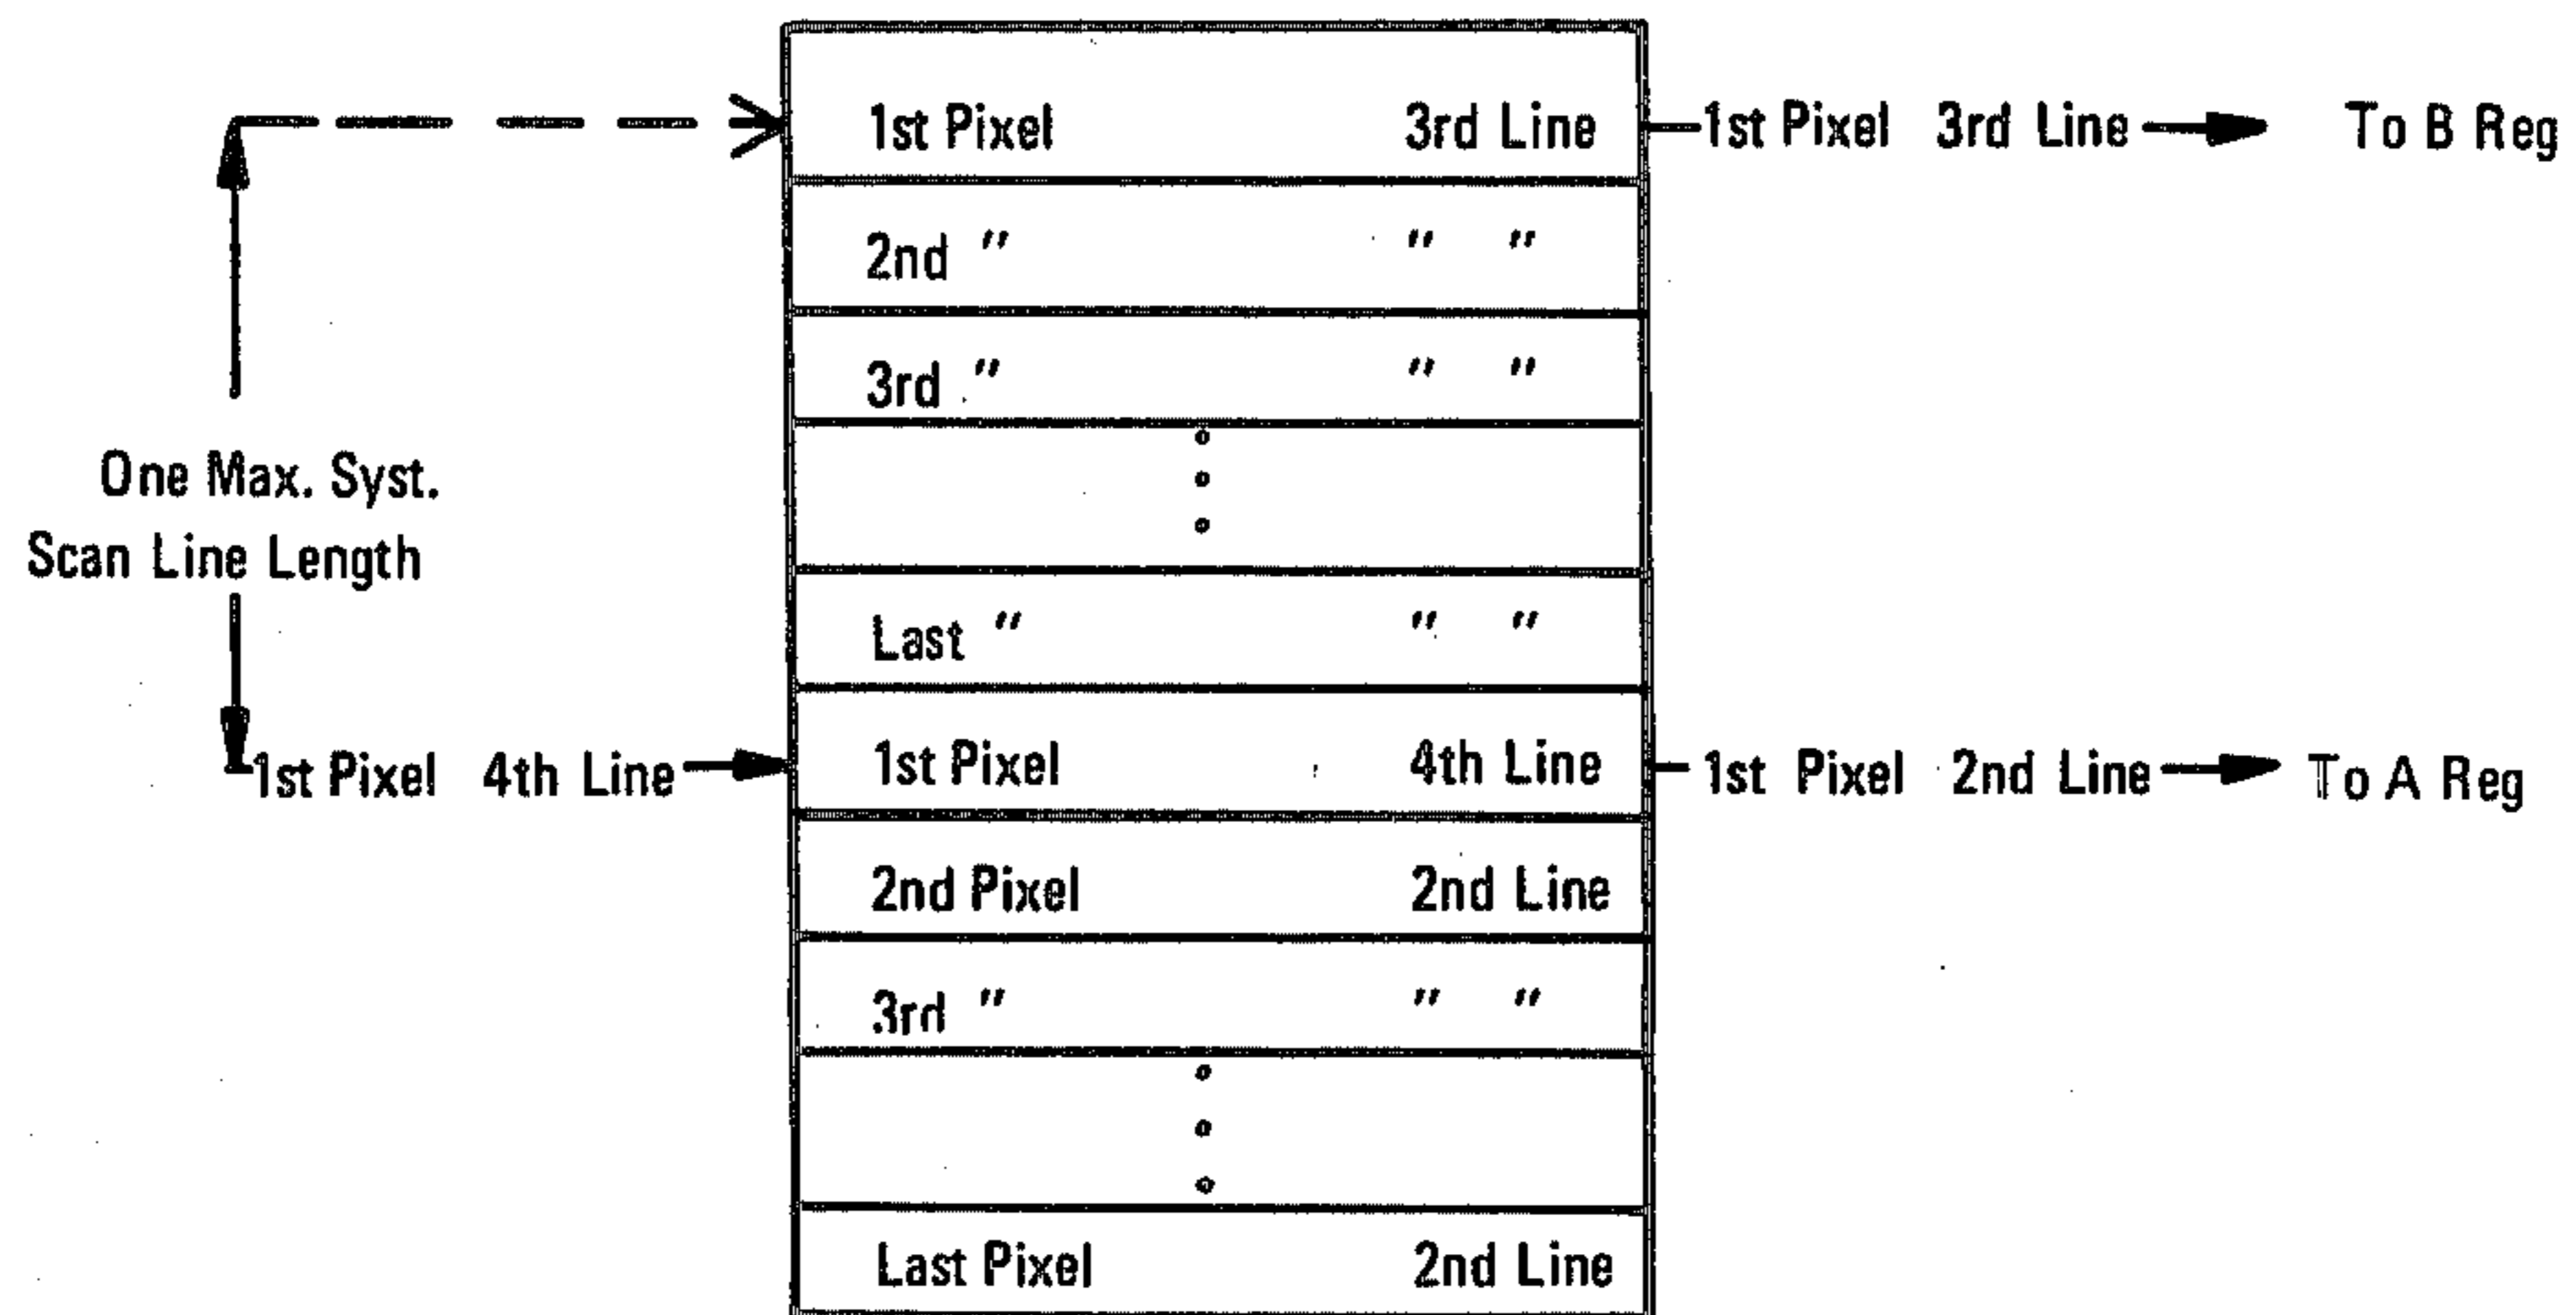 1st Pixel 3rd Line 1st Pixel 3rd Line To B Reg
2nd " " "
3rd " " "
One Max. Syst.
Scan Line Length
Last " " "
1st Pixel 4th Line 1st Pixel 4th Line 1st Pixel 2nd Line To A Reg
2nd Pixel 2nd Line
3rd " " "
Last Pixel 2nd Line